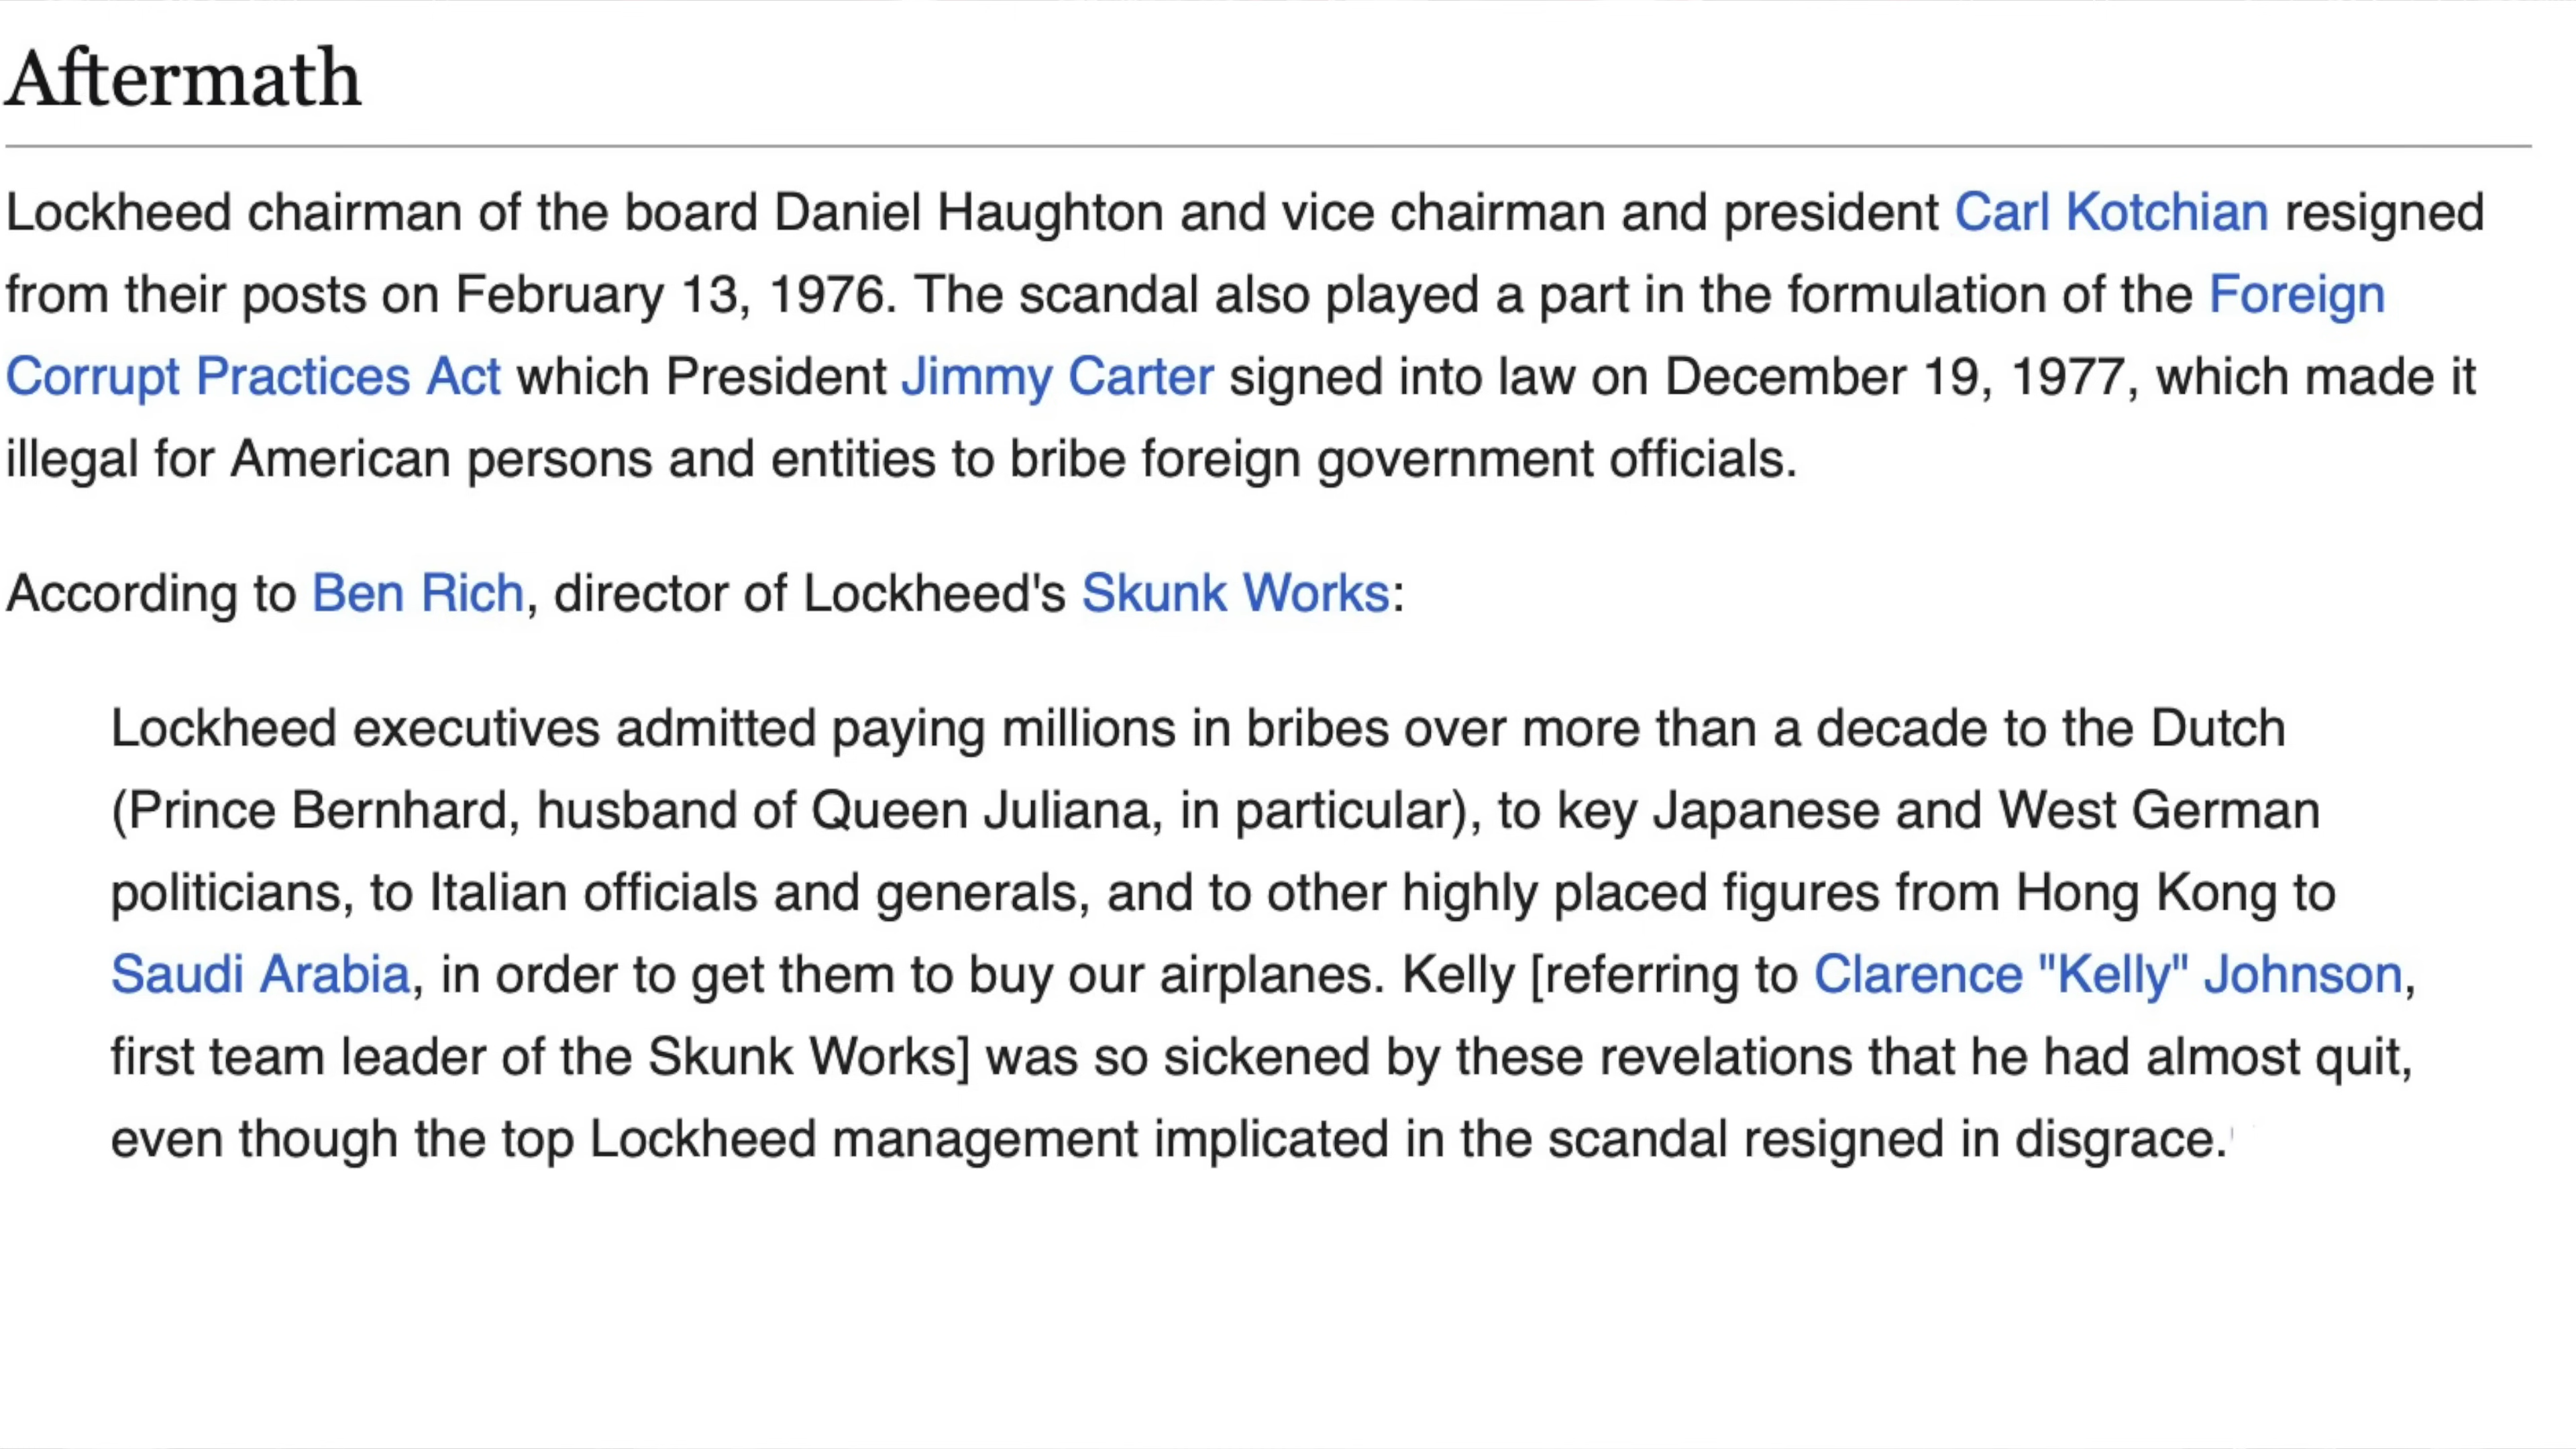 Aftermath
Lockheed chairman of the board Daniel Haughton and vice chairman and president Carl Kotchian resigned
from their posts on February 13, 1976. The scandal also played a part in the formulation of the Foreign
Corrupt Practices Act which President Jimmy Carter signed into law on December 19, 1977, which made it
illegal for American persons and entities to bribe foreign government officials.
According to Ben Rich, director of Lockheed's Skunk Works:
Lockheed executives admitted paying millions in bribes over more than a decade to the Dutch
(Prince Bernhard, husband of Queen Juliana, in particular), to key Japanese and West German
politicians, to Italian officials and generals, and to other highly placed figures from Hong Kong to
Saudi Arabia, in order to get them to buy our airplanes. Kelly [referring to Clarence "Kelly" Johnson,
first team leader of the Skunk Works] was so sickened by these revelations that he had almost quit,
even though the top Lockheed management implicated in the scandal resigned in disgrace.